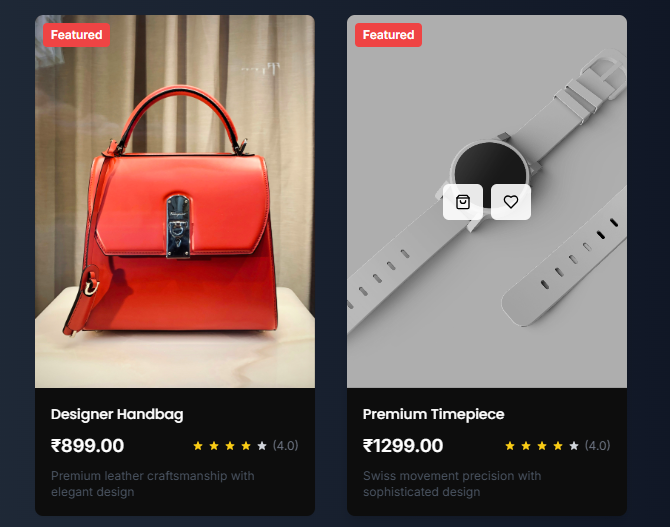 Featured
Designer Handbag
₹899.00
(4.0)
Premium leather craftsmanship with
elegant design
Featured
Premium Timepiece
₹1299.00
(4.0)
Swiss movement precision with
sophisticated design